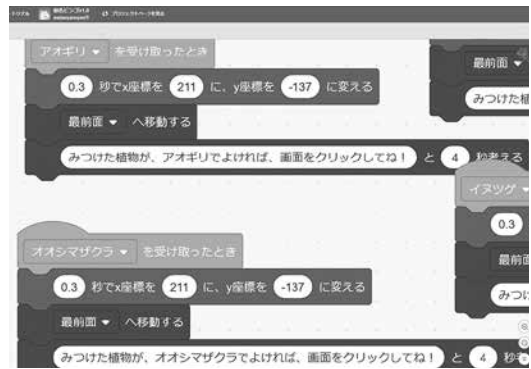 アオギリ を受け取ったとき
0.3 秒でx座標を 211 に、y座標を -137 に変える
最前面 へ移動する
みつけた植物が、アオギリでよければ、画面をクリックしてね! と 4 秒考える
オオシマザクラ を受け取ったとき
0.3 秒でx座標を 211 に、y座標を -137 に変える
最前面 へ移動する
みつけた植物が、オオシマザクラでよければ、画面をクリックしてね! と 4 秒
最前面
みつけた植
イヌツゲ
0.3
最前面
みつけ